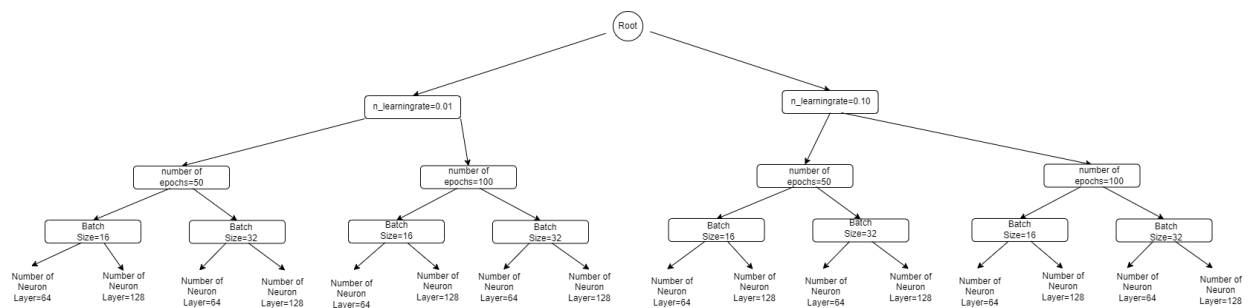 Root
n_learningrate=0.01
n_learningrate=0.10
number of
epochs=50
number of
epochs=100
number of
epochs=50
number of
epochs=100
Batch
Size=16
Batch
Size=32
Batch
Size=16
Batch
Size=32
Batch
Size=16
Batch
Size=32
Batch
Size=16
Batch
Size=32
Number of
Neuron
Layer=64
Number of
Neuron
Layer=128
Number of
Neuron
Layer=64
Number of
Neuron
Layer=128
Number of
Neuron
Layer=64
Number of
Neuron
Layer=128
Number of
Neuron
Layer=64
Number of
Neuron
Layer=128
Number of
Neuron
Layer=64
Number of
Neuron
Layer=128
Number of
Neuron
Layer=64
Number of
Neuron
Layer=128
Number of
Neuron
Layer=64
Number of
Neuron
Layer=128
Number of
Neuron
Layer=64
Number of
Neuron
Layer=128